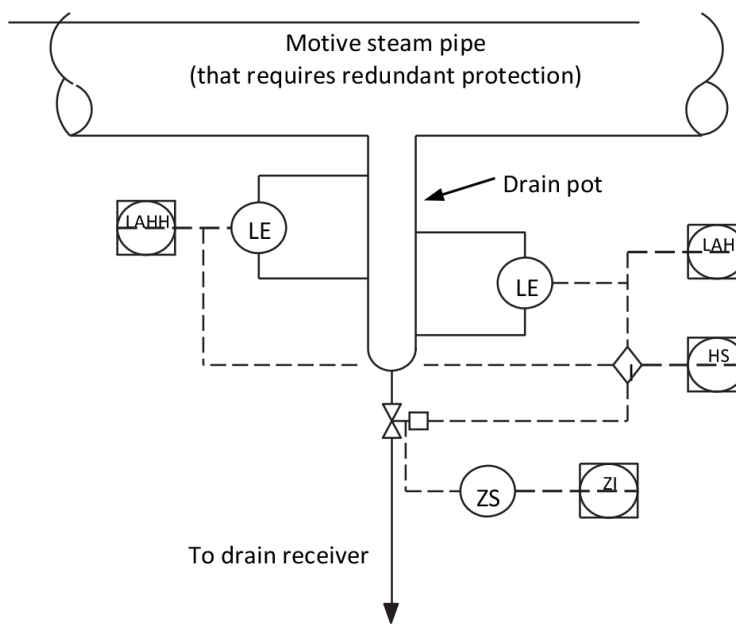 Motive steam pipe
(that requires redundant protection)
Drain pot
LAHH
LE
LAH
LE
HS
I
ZS
ZI
To drain receiver